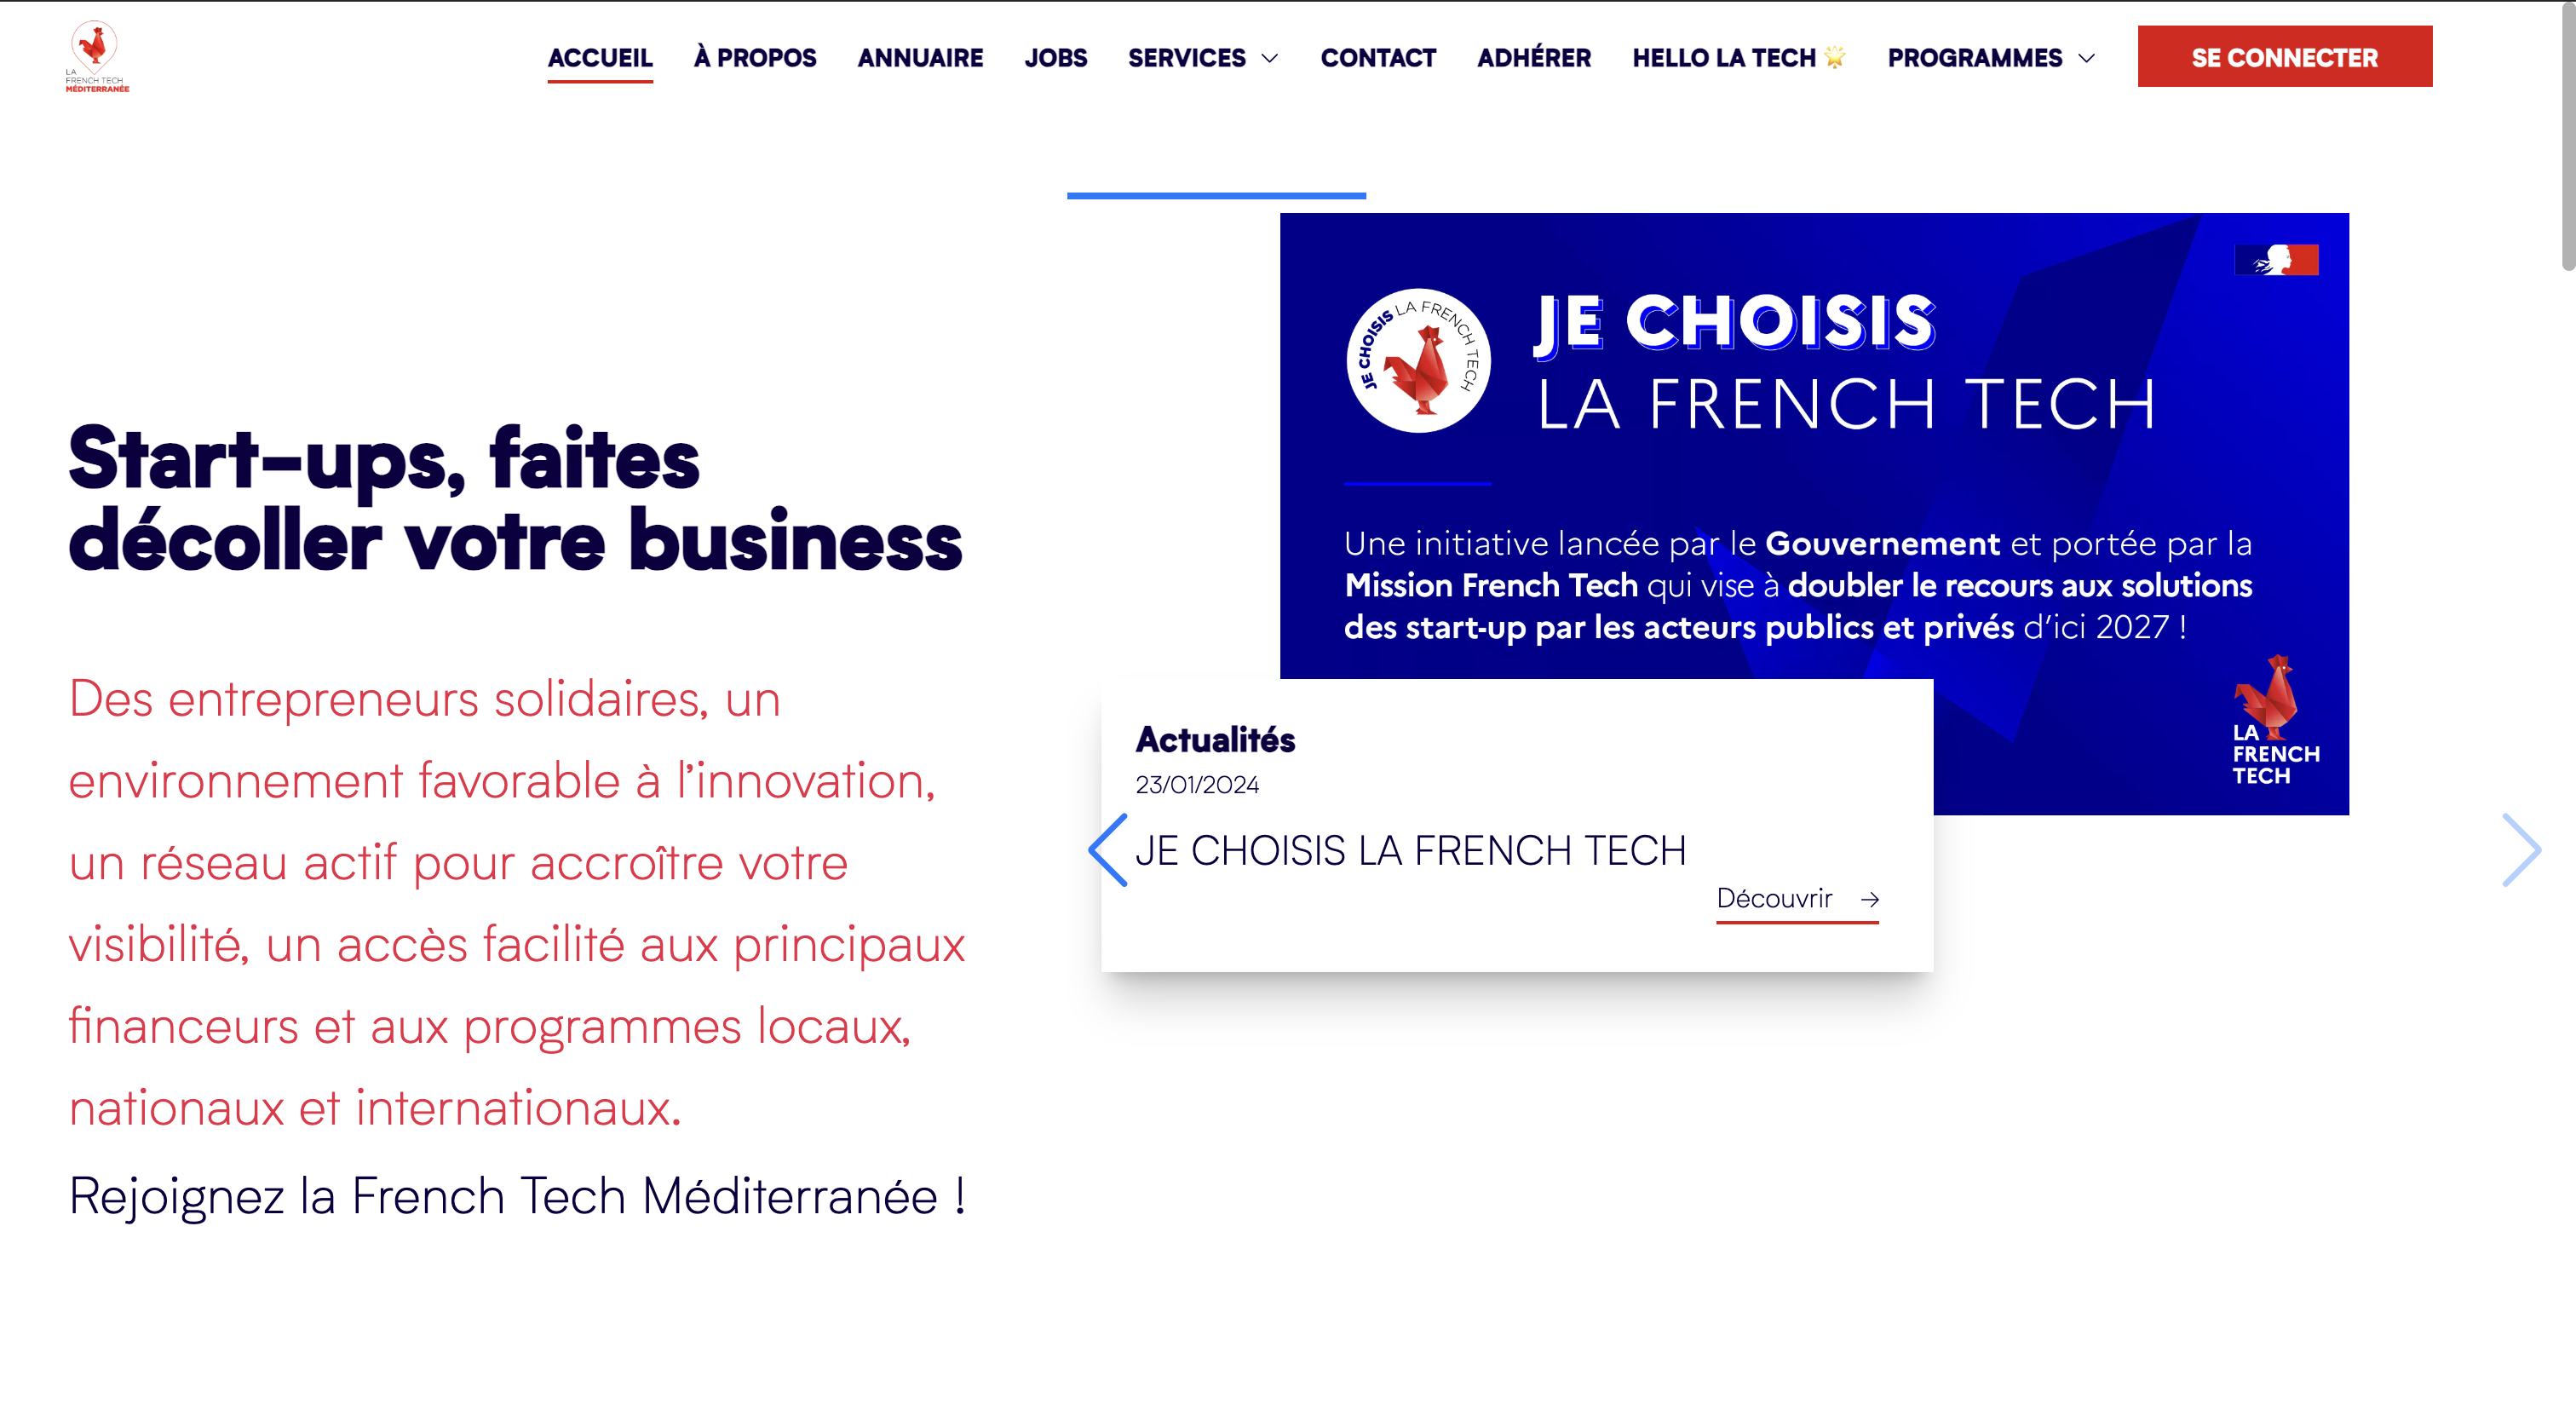 LA
FRENCH TECH
MÉDITERRANÉE
ACCUEIL À PROPOS ANNUAIRE JOBS SERVICES CONTACT ADHÉRER HELLO LA TECH 🌟 PROGRAMMES SE CONNECTER
Start-ups, faites
décoller votre business
Des entrepreneurs solidaires, un
environnement favorable à l’innovation,
un réseau actif pour accroître votre
visibilité, un accès facilité aux principaux
financeurs et aux programmes locaux,
nationaux et internationaux.
Rejoignez la French Tech Méditerranée !
JE CHOISIS LA FRENCH TECH
JE CHOISIS
LA FRENCH TECH
Une initiative lancée par le Gouvernement et portée par la
Mission French Tech qui vise à doubler le recours aux solutions
des start-up par les acteurs publics et privés d’ici 2027 !
LA
FRENCH
TECH
Actualités
23/01/2024
JE CHOISIS LA FRENCH TECH
Découvrir →